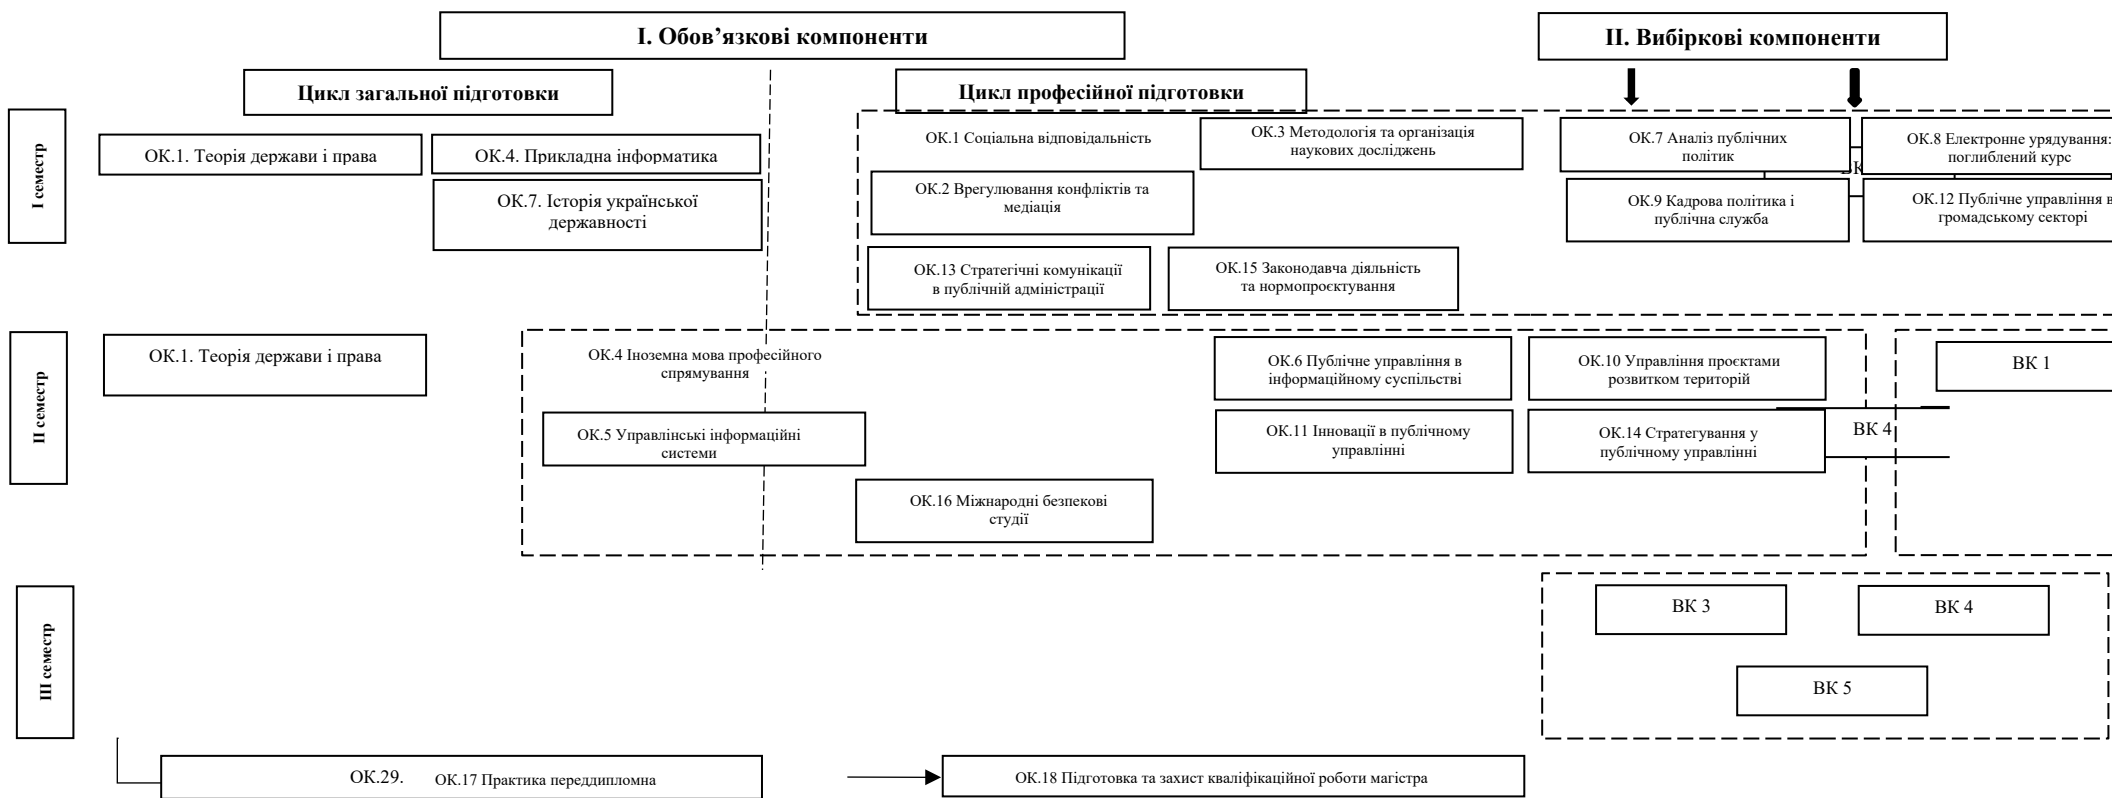 І. Обов’язкові компоненти
ІІ. Вибіркові компоненти
Цикл загальної підготовки
Цикл професійної підготовки
І семестр
ОК.1. Теорія держави і права
ОК.4. Прикладна інформатика
ОК.7. Історія української
державності
ОК.1 Соціальна відповідальність
ОК.3 Методологія та організація
наукових досліджень
ОК.2 Врегулювання конфліктів та
медіація
ОК.13 Стратегічні комунікації
в публічній адміністрації
ОК.15 Законодавча діяльність
та нормопроєктування
ОК.7 Аналіз публічних
політик
ВК
ОК.8 Електронне урядування:
поглиблений курс
ОК.9 Кадрова політика і
публічна служба
ОК.12 Публічне управління в
громадському секторі
ІІ семестр
ОК.1. Теорія держави і права
ОК.4 Іноземна мова професійного
спрямування
ОК.5 Управлінські інформаційні
системи
ОК.16 Міжнародні безпекові
студії
ОК.6 Публічне управління в
інформаційному суспільстві
ОК.10 Управління проєктами
розвитком територій
ОК.11 Інновації в публічному
управлінні
ОК.14 Стратегування у
публічному управлінні
ВК 4
ВК 1
ІІІ семестр
ВК 3
ВК 4
ВК 5
ОК.29. ОК.17 Практика переддипломна
ОК.18 Підготовка та захист кваліфікаційної роботи магістра